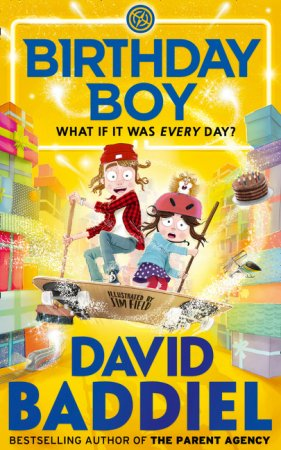 BIRTHDAY
BOY
WHAT IF IT WAS EVERY DAY?
ILLUSTRATED BY
JIM FIELD
DAVID
BADDIEL
BESTSELLING AUTHOR OF THE PARENT AGENCY